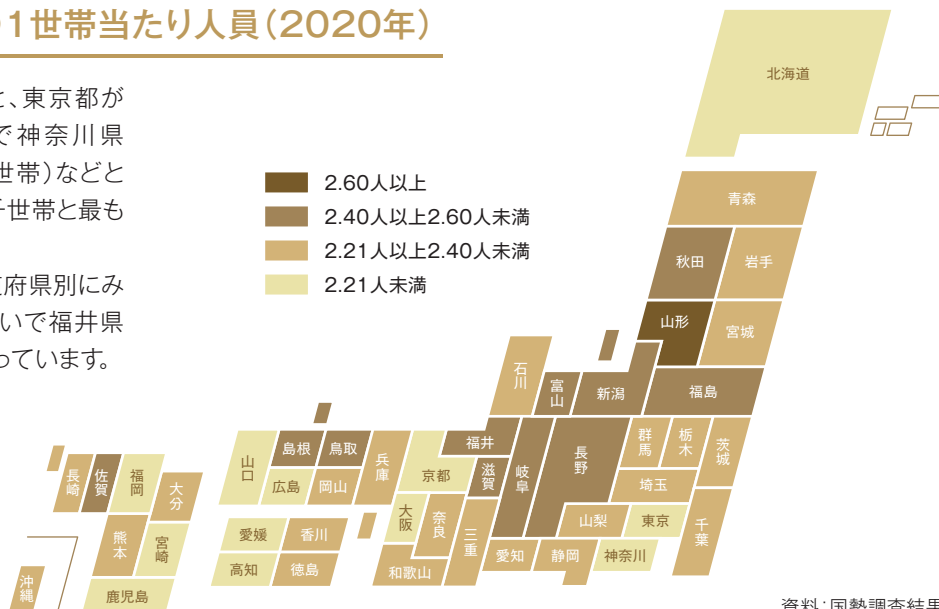 1世帯当たり人員（2020年）
と、東京都が
で神奈川県
世帯）などと
千世帯と最も
府県別にみ
いで福井県
っています。
2.60人以上
2.40人以上2.60人未満
2.21人以上2.40人未満
2.21人未満
北海道
青森
秋田
岩手
山形
宮城
福島
石川
富山
新潟
福井
滋賀
岐阜
長野
群馬
栃木
茨城
埼玉
山梨
東京
千葉
愛知
静岡
神奈川
山口
島根
鳥取
兵庫
京都
広島
岡山
大阪
奈良
三重
和歌山
愛媛
香川
高知
徳島
長崎
佐賀
福岡
大分
熊本
宮崎
鹿児島
沖縄
資料：国勢調査結果